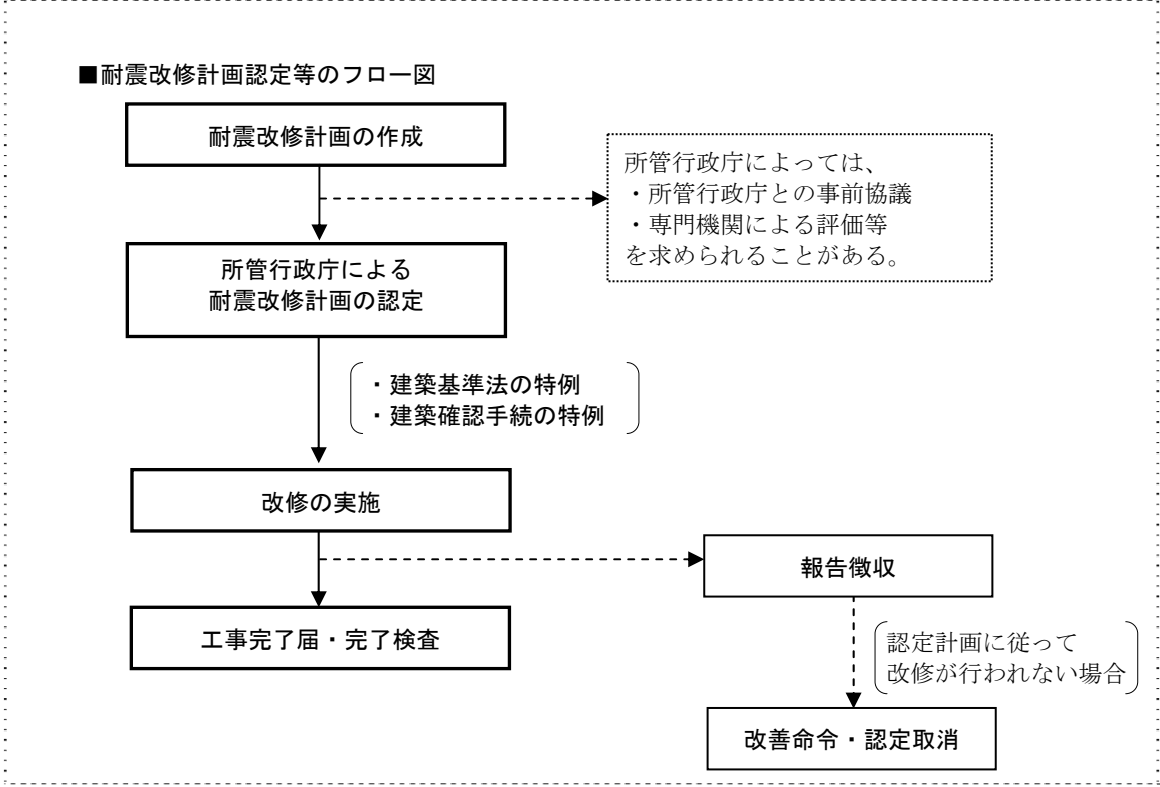 ■耐震改修計画認定等のフロー図
耐震改修計画の作成
所管行政庁によっては、
・所管行政庁との事前協議
・専門機関による評価等
を求められることがある。
所管行政庁による
耐震改修計画の認定
・建築基準法の特例
・建築確認手続の特例
改修の実施
報告徴収
工事完了届・完了検査
認定計画に従って
改修が行われない場合
改善命令・認定取消